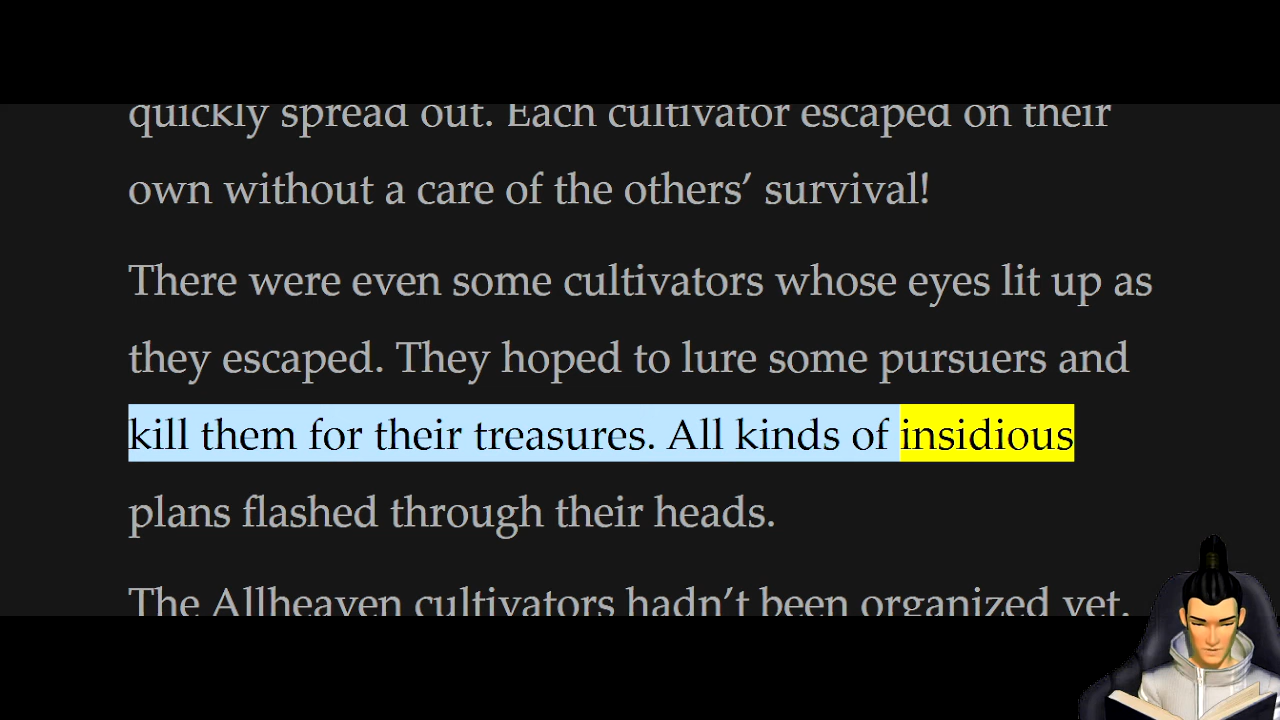 quickly spread out. Each cultivator escaped on their
own without a care of the others’ survival!
There were even some cultivators whose eyes lit up as
they escaped. They hoped to lure some pursuers and
kill them for their treasures. All kinds of insidious
plans flashed through their heads.
The Allheaven cultivators hadn’t been organized yet.